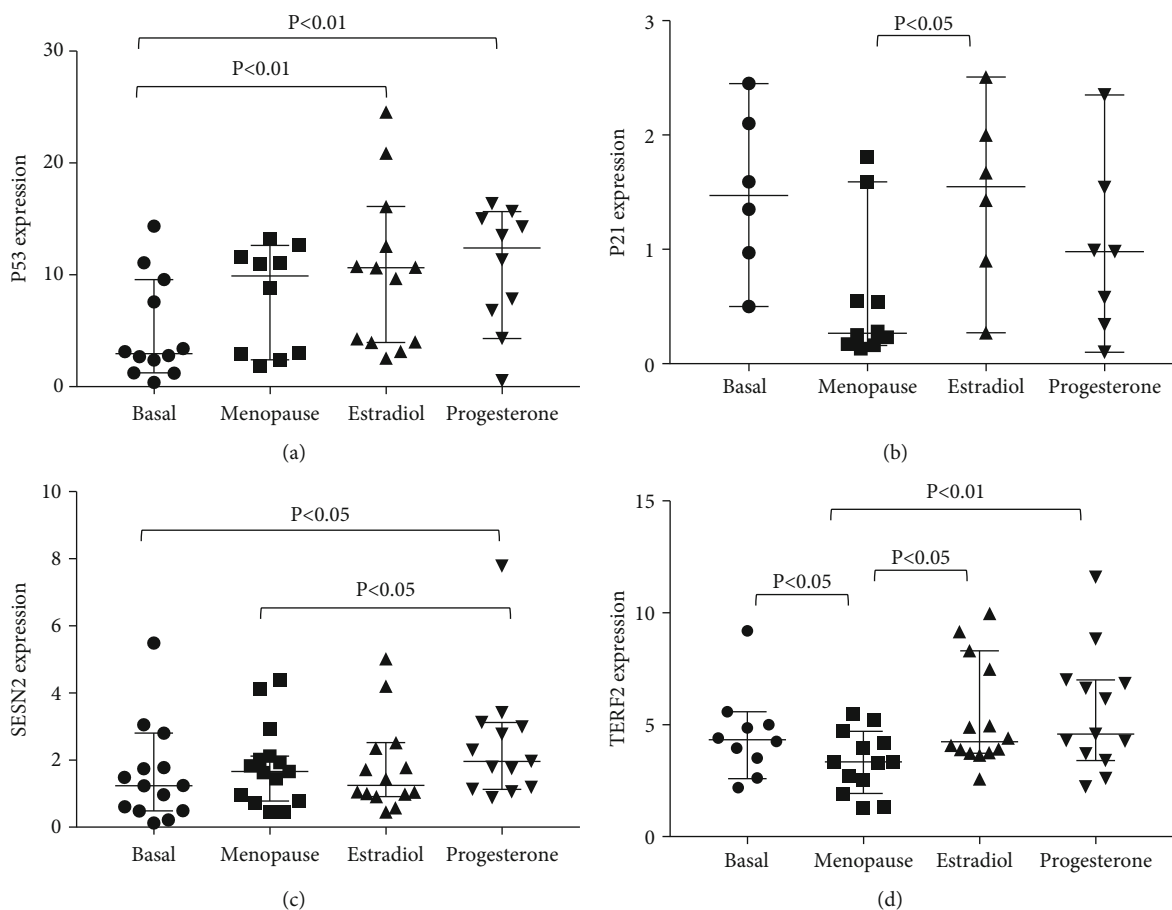 P<0.01
P<0.01
30
20
10
0
P53 expression
Basal
Menopause
Estradiol
Progesterone
(a)
P<0.05
3
2
1
0
P21 expression
Basal
Menopause
Estradiol
Progesterone
(b)
10
8
6
4
2
0
SESN2 expression
P<0.05
P<0.05
Basal
Menopause
Estradiol
Progesterone
(c)
15
10
5
0
TERF2 expression
P<0.01
P<0.05
P<0.05
Basal
Menopause
Estradiol
Progesterone
(d)